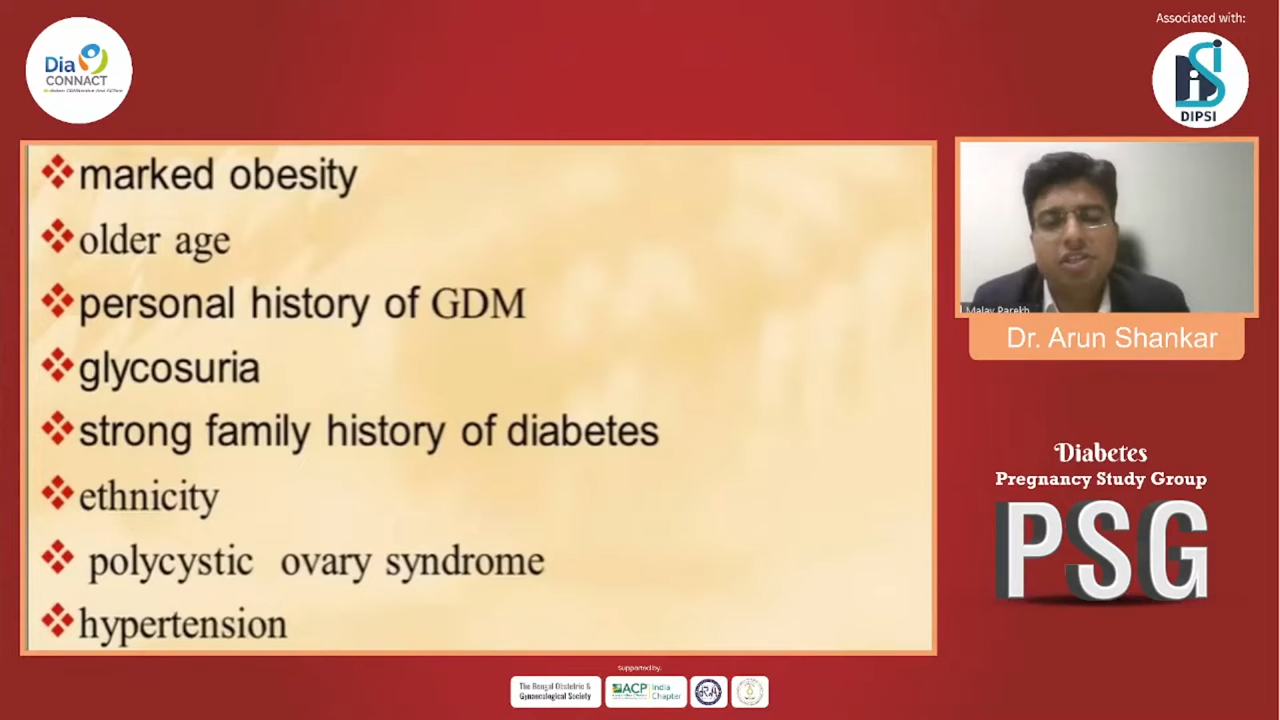 Associated with:
Dia
CONNACT
DIPSI
marked obesity
older age
personal history of GDM
glycosuria
strong family history of diabetes
ethnicity
polycystic ovary syndrome
hypertension
Malay Parekh
Dr. Arun Shankar
Diabetes
Pregnancy Study Group
PSG
Supported by:
The Bengal Obstetric &
Gynaecological Society
ACP India
Chapter